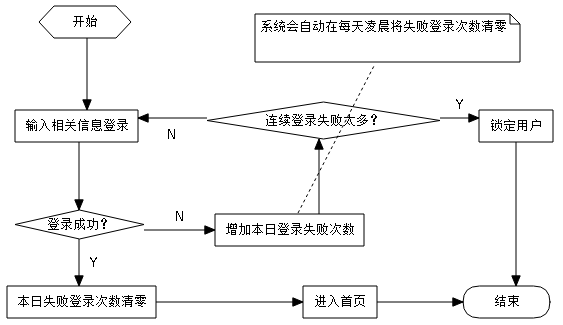 开始
系统会自动在每天凌晨将失败登录次数清零
输入相关信息登录
N
连续登录失败太多?
Y
锁定用户
登录成功?
N
增加本日登录失败次数
Y
本日失败登录次数清零
进入首页
结束